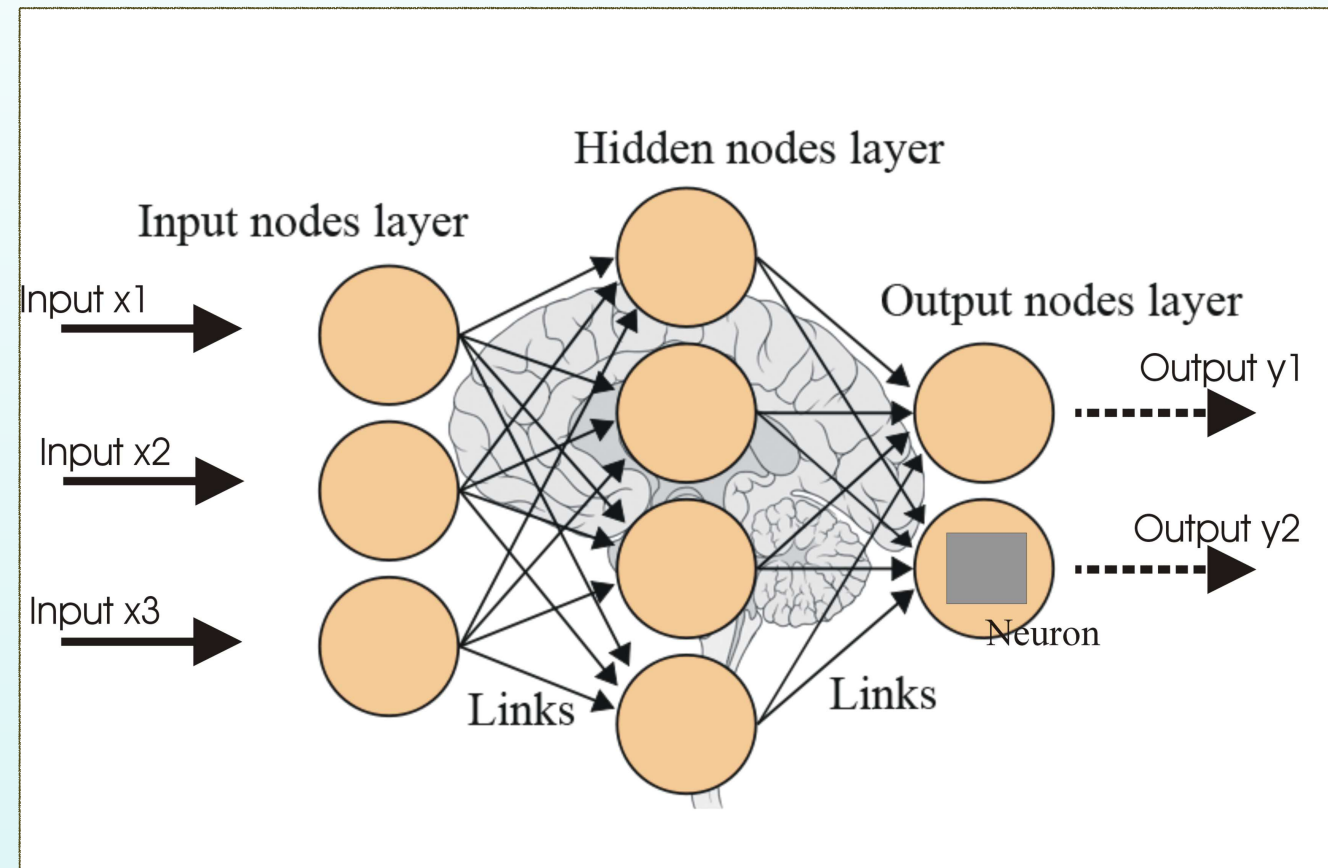 Hidden nodes layer
Input nodes layer
Output nodes layer
Input x1
Input x2
Input x3
Output y1
Output y2
Neuron
Links
Links